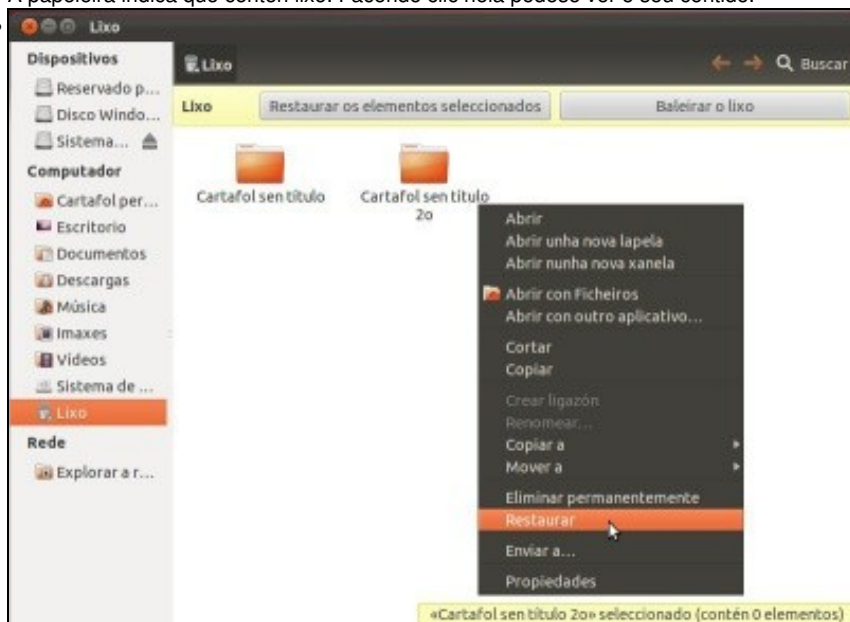 A papeleira indica que contén lixo. Facendo clic nela podeos ver o seu contido.
Lixo
Dispositivos
Reservado p...
Disco Windo...
Sistema...
Computador
Cartafol per...
Escritorio
Documentos
Descargas
Música
Imaxes
Vídeos
Sistema de ...
Lixo
Rede
Explorar a r...
Lixo
Buscar
Lixo
Restaurar os elementos seleccionados
Baleirar o lixo
Cartafol sen título
Cartafol sen título
2o
Abrir
Abrir unha nova lapela
Abrir nunha nova xanela
Abrir con Ficheiros
Abrir con outro aplicativo...
Cortar
Copiar
Crear ligazón
Renomear...
Copiar a
Mover a
Eliminar permanentemente
Restaurar
Enviar a...
Propiedades
«Cartafol sen título 2o» seleccionado (contén 0 elementos)